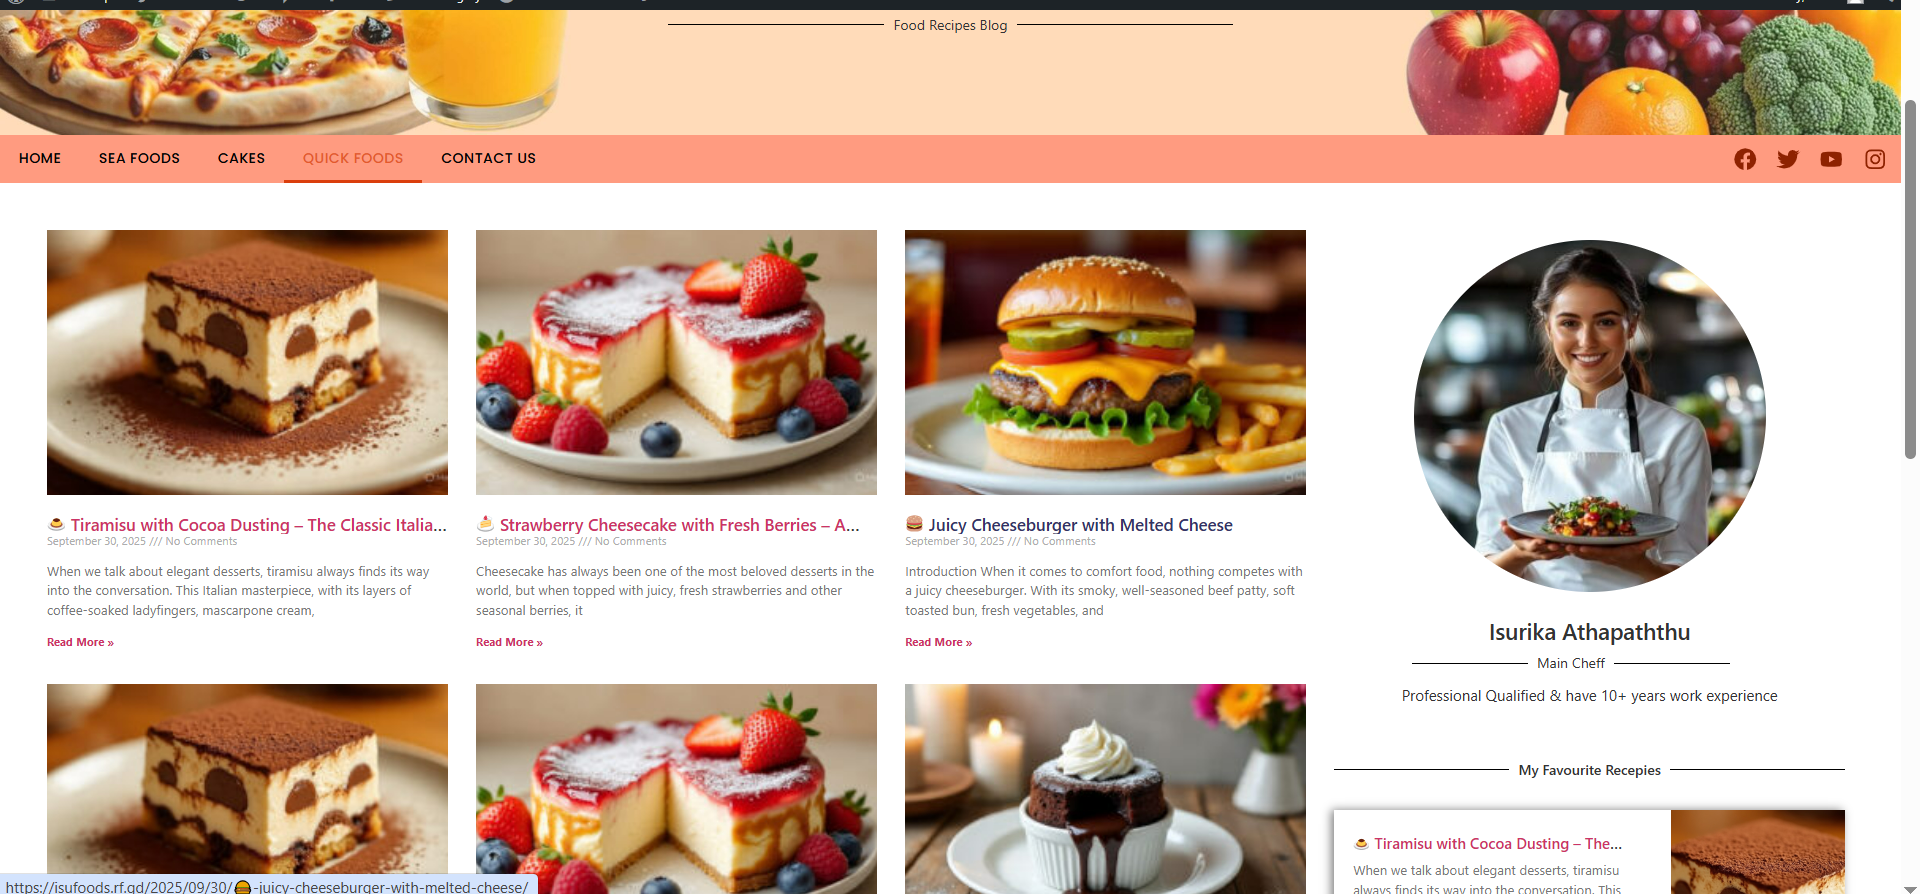 Food Recipes Blog
HOME SEA FOODS CAKES QUICK FOODS CONTACT US
Tiramisu with Cocoa Dusting – The Classic Italia...
September 30, 2025 /// No Comments
When we talk about elegant desserts, tiramisu always finds its way
into the conversation. This Italian masterpiece, with its layers of
coffee-soaked ladyfingers, mascarpone cream,
Read More »
Strawberry Cheesecake with Fresh Berries – A...
September 30, 2025 /// No Comments
Cheesecake has always been one of the most beloved desserts in the
world, but when topped with juicy, fresh strawberries and other
seasonal berries, it
Read More »
Juicy Cheeseburger with Melted Cheese
September 30, 2025 /// No Comments
Introduction When it comes to comfort food, nothing competes with
a juicy cheeseburger. With its smoky, well-seasoned beef patty, soft
toasted bun, fresh vegetables, and
Read More »
Isurika Athapaththu
Main Cheff
Professional Qualified & have 10+ years work experience
My Favourite Recepies
Tiramisu with Cocoa Dusting – The...
When we talk about elegant desserts, tiramisu
always finds its way into the conversation. This
https://isufoods.rf.gd/2025/09/30/🍔-juicy-cheeseburger-with-melted-cheese/